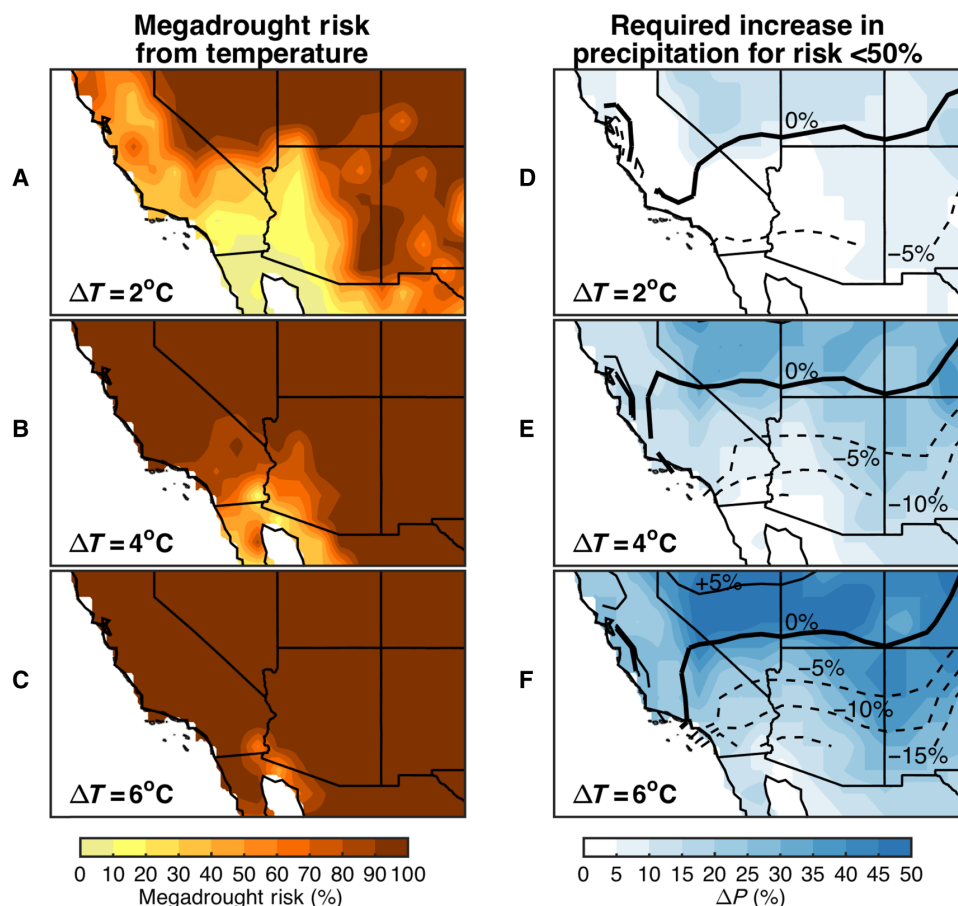 Megadrought risk
from temperature
Required increase in
precipitation for risk <50%
A
ΔT = 2°C
D
0%
−5%
ΔT = 2°C
B
ΔT = 4°C
E
0%
−5%
−10%
ΔT = 4°C
C
ΔT = 6°C
F
+5%
0%
−5%
−10%
−15%
ΔT = 6°C
0 10 20 30 40 50 60 70 80 90 100
Megadrought risk (%)
0 5 10 15 20 25 30 35 40 45 50
ΔP (%)